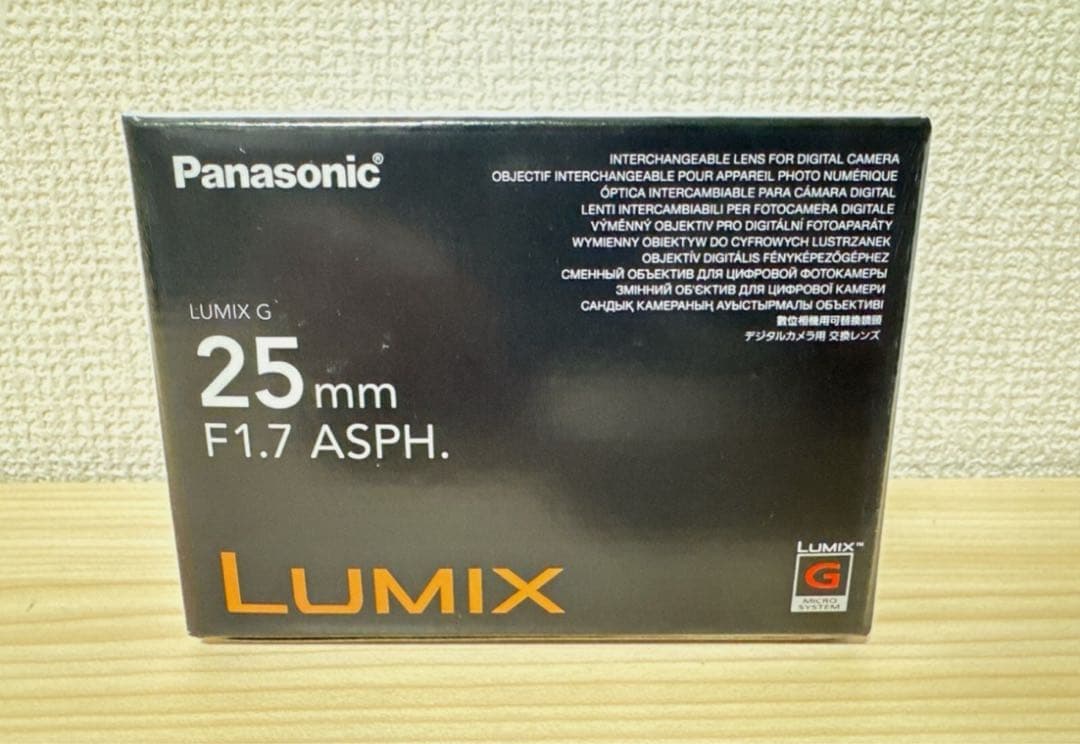 Panasonic®
INTERCHANGEABLE LENS FOR DIGITAL CAMERA
OBJECTIF INTERCHANGEABLE POUR APPAREIL PHOTO NUMÉRIQUE
ÓPTICA INTERCAMBIABLE PARA CÁMARA DIGITAL
LENTI INTERCAMBIABILI PER FOTOCAMERA DIGITALE
VÝMĚNNÝ OBJEKTIV PRO DIGITÁLNÍ FOTOAPARÁTY
WYMIENNY OBIEKTYW DO CYFROWYCH LUSTRZANEK
OBJEKTÍV DIGITÁLIS FÉNYKÉPEZŐGÉPHEZ
СМЕННЫЙ ОБЪЕКТИВ ДЛЯ ЦИФРОВОЙ ФОТОКАМЕРЫ
ЗМІННИЙ ОБ'ЄКТИВ ДЛЯ ЦИФРОВОЇ КАМЕРИ
САНДЫҚ КАМЕРАНЫҢ АУЫСТЫРМАЛЫ ОБЪЕКТИВІ
數位相機用可替換鏡頭
デジタルカメラ用 交換レンズ
LUMIX G
25 mm
F1.7 ASPH.
LUMIX
LUMIX™
G
MICRO
SYSTEM